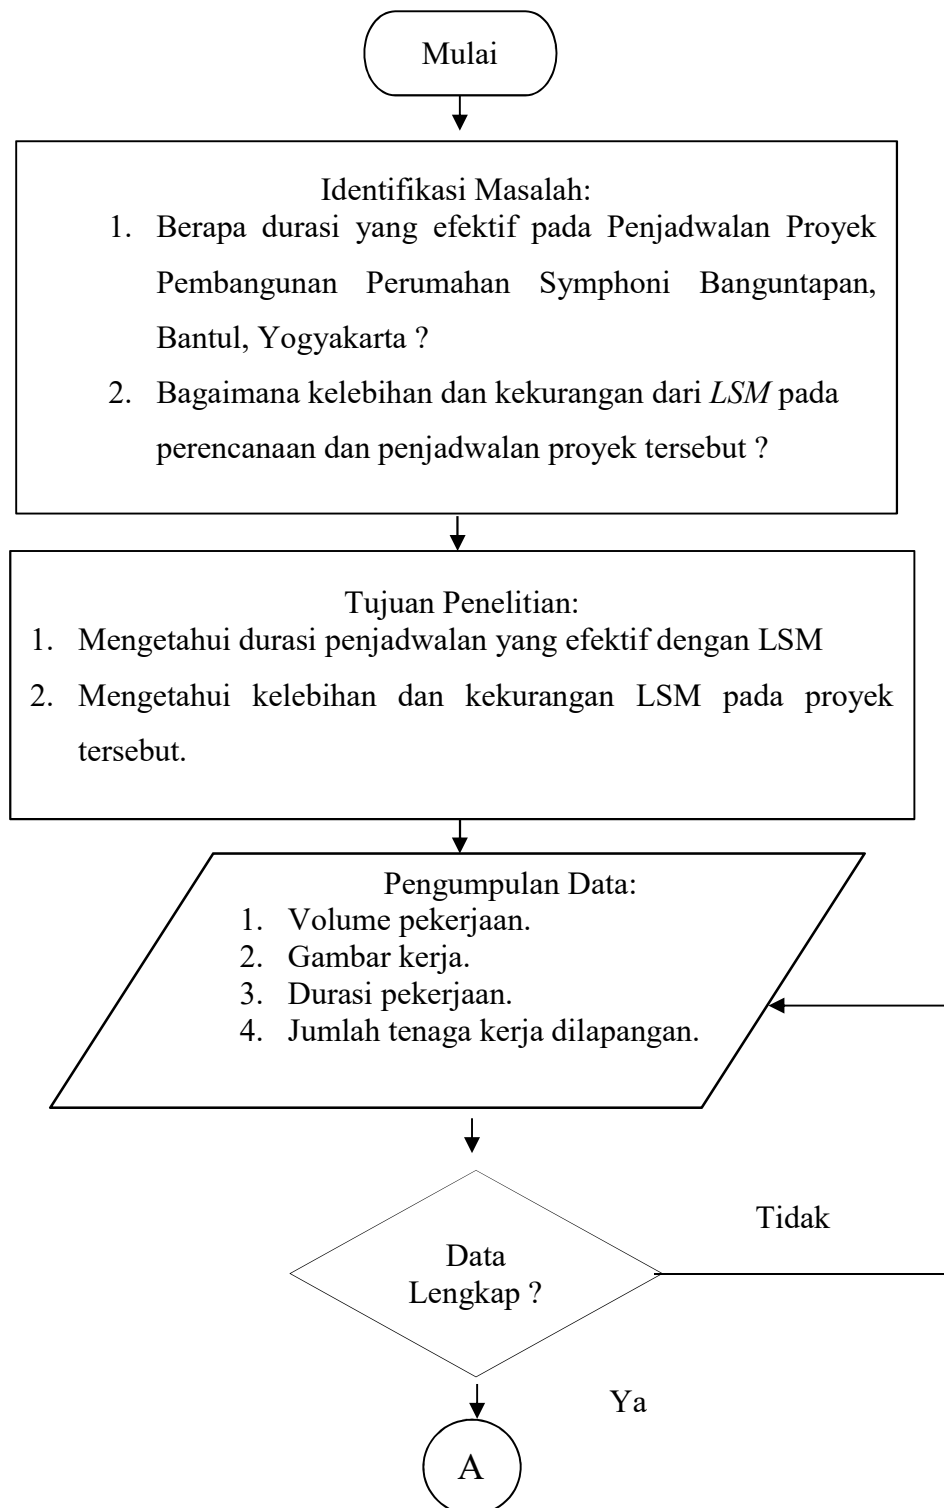 Mulai
Identifikasi Masalah:
1. Berapa durasi yang efektif pada Penjadwalan Proyek
Pembangunan Perumahan Symphoni Banguntapan,
Bantul, Yogyakarta ?
2. Bagaimana kelebihan dan kekurangan dari LSM pada
perencanaan dan penjadwalan proyek tersebut ?
Tujuan Penelitian:
1. Mengetahui durasi penjadwalan yang efektif dengan LSM
2. Mengetahui kelebihan dan kekurangan LSM pada proyek
tersebut.
Pengumpulan Data:
1. Volume pekerjaan.
2. Gambar kerja.
3. Durasi pekerjaan.
4. Jumlah tenaga kerja dilapangan.
Tidak
Data
Lengkap ?
Ya
A